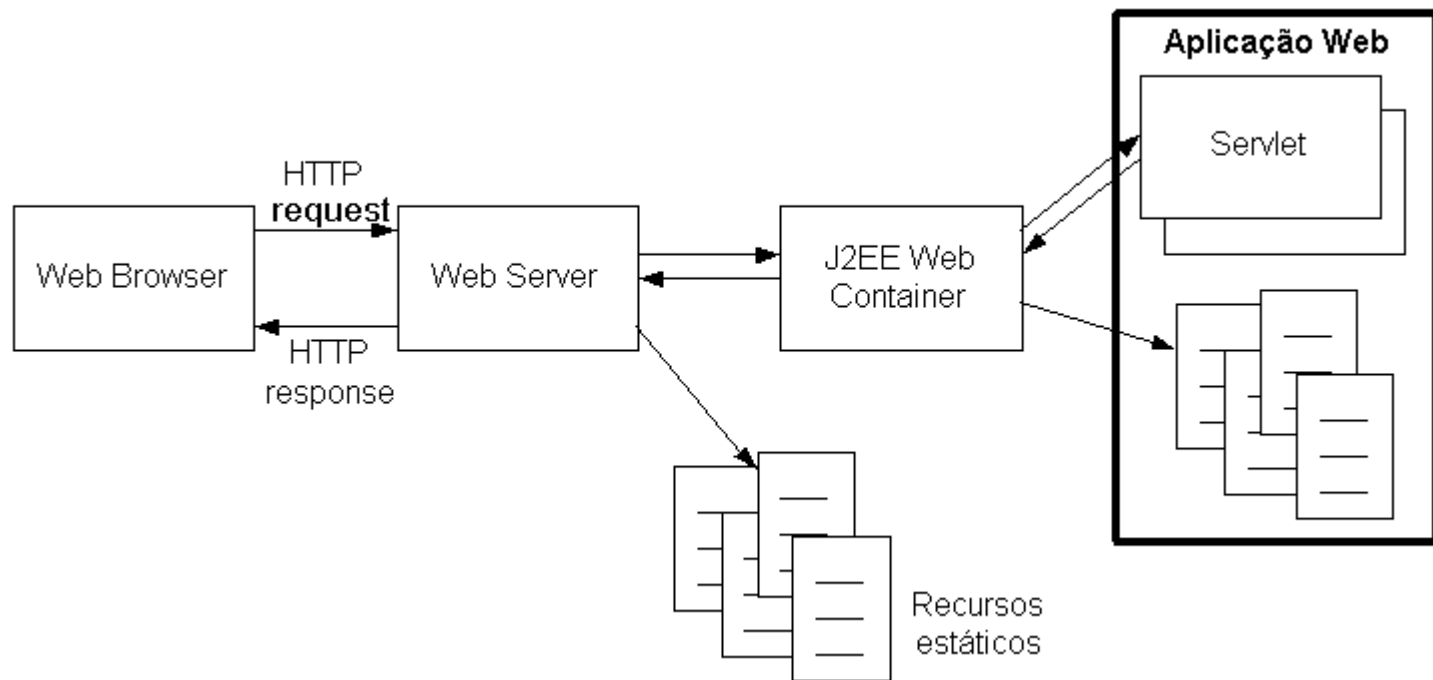 Aplicação Web
Servlet
HTTP
request
Web Browser
Web Server
J2EE Web
Container
HTTP
response
Recursos
estáticos